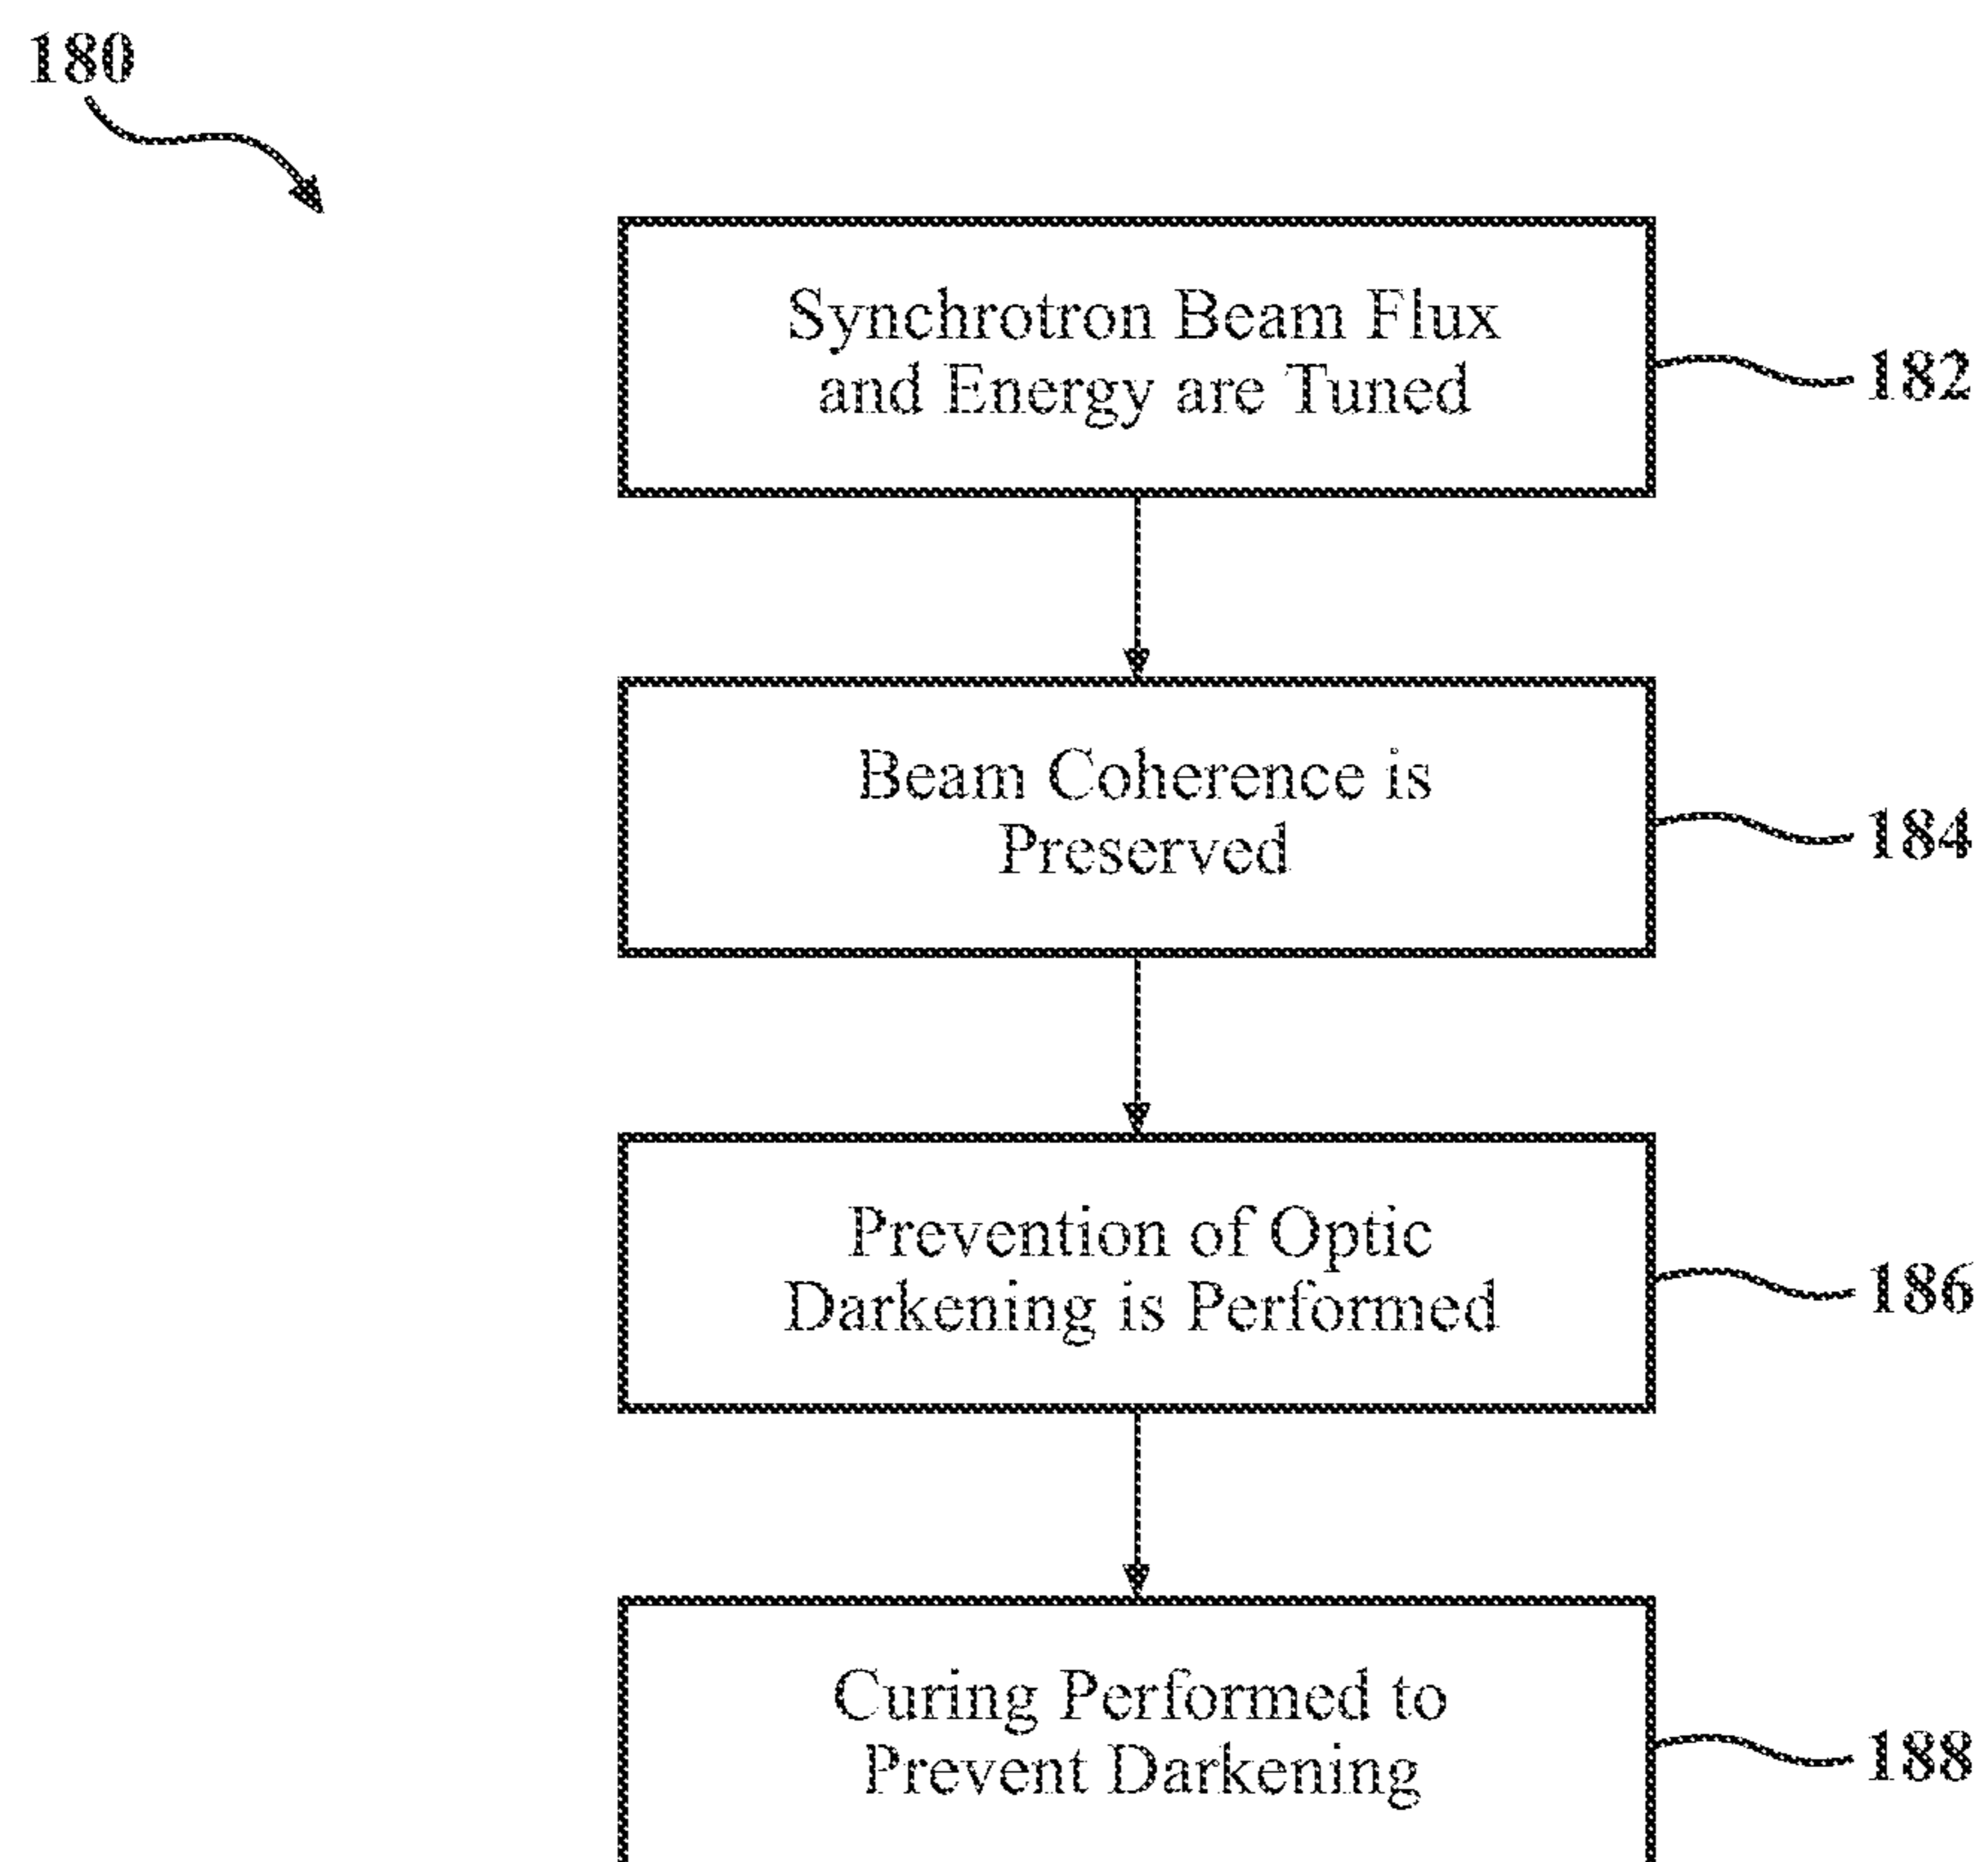 180
Synchrotron Beam Flux
and Energy are Tuned
182
Beam Coherence is
Preserved
184
Prevention of Optic
Darkening is Performed
186
Curing Performed to
Prevent Darkening
188